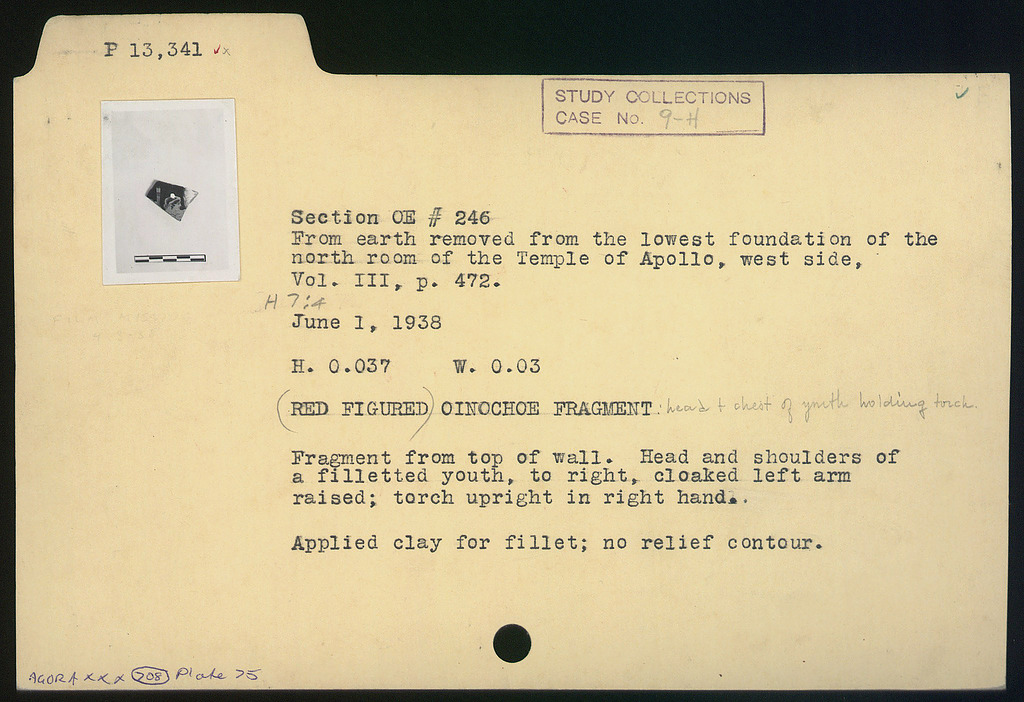 P 13,341
STUDY COLLECTIONS
CASE No. 9-H
Section OE # 246
From earth removed from the lowest foundation of the
north room of the Temple of Apollo, west side,
Vol. III, p. 472.
H 7:4
June 1, 1938
H. 0.037 W. 0.03
(RED FIGURED) OINOCHOE FRAGMENT: head & chest of youth holding torch.
Fragment from top of wall. Head and shoulders of
a filletted youth, to right, cloaked left arm
raised; torch upright in right hand..
Applied clay for fillet; no relief contour.
AGORA XXX 708 Plate 75